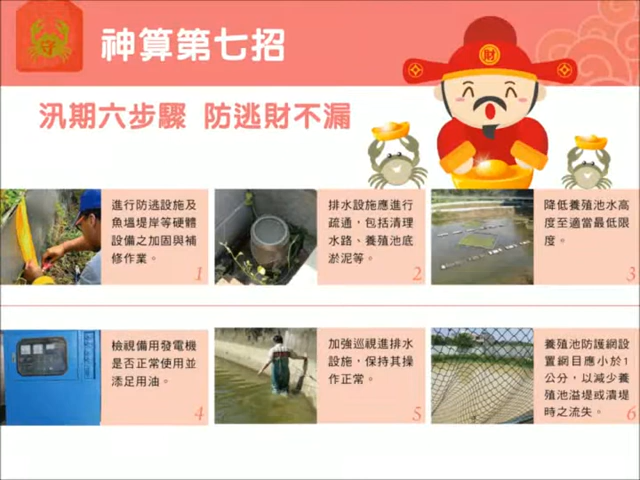 守
神算第七招
財
汛期六步驟 防逃財不漏
進行防逃設施及
魚塭堤岸等硬體
設備之加固與補
修作業。
1
排水設施應進行
疏通，包括清理
水路、養殖池底
淤泥等。
2
降低養殖池水高
度至適當最低限
度。
3
檢視備用發電機
是否正常使用並
添足用油。
4
加強巡視進排水
設施，保持其操
作正常。
5
養殖池防護網設
置網目應小於1
公分，以減少養
殖池溢堤或潰堤
時之流失。
6